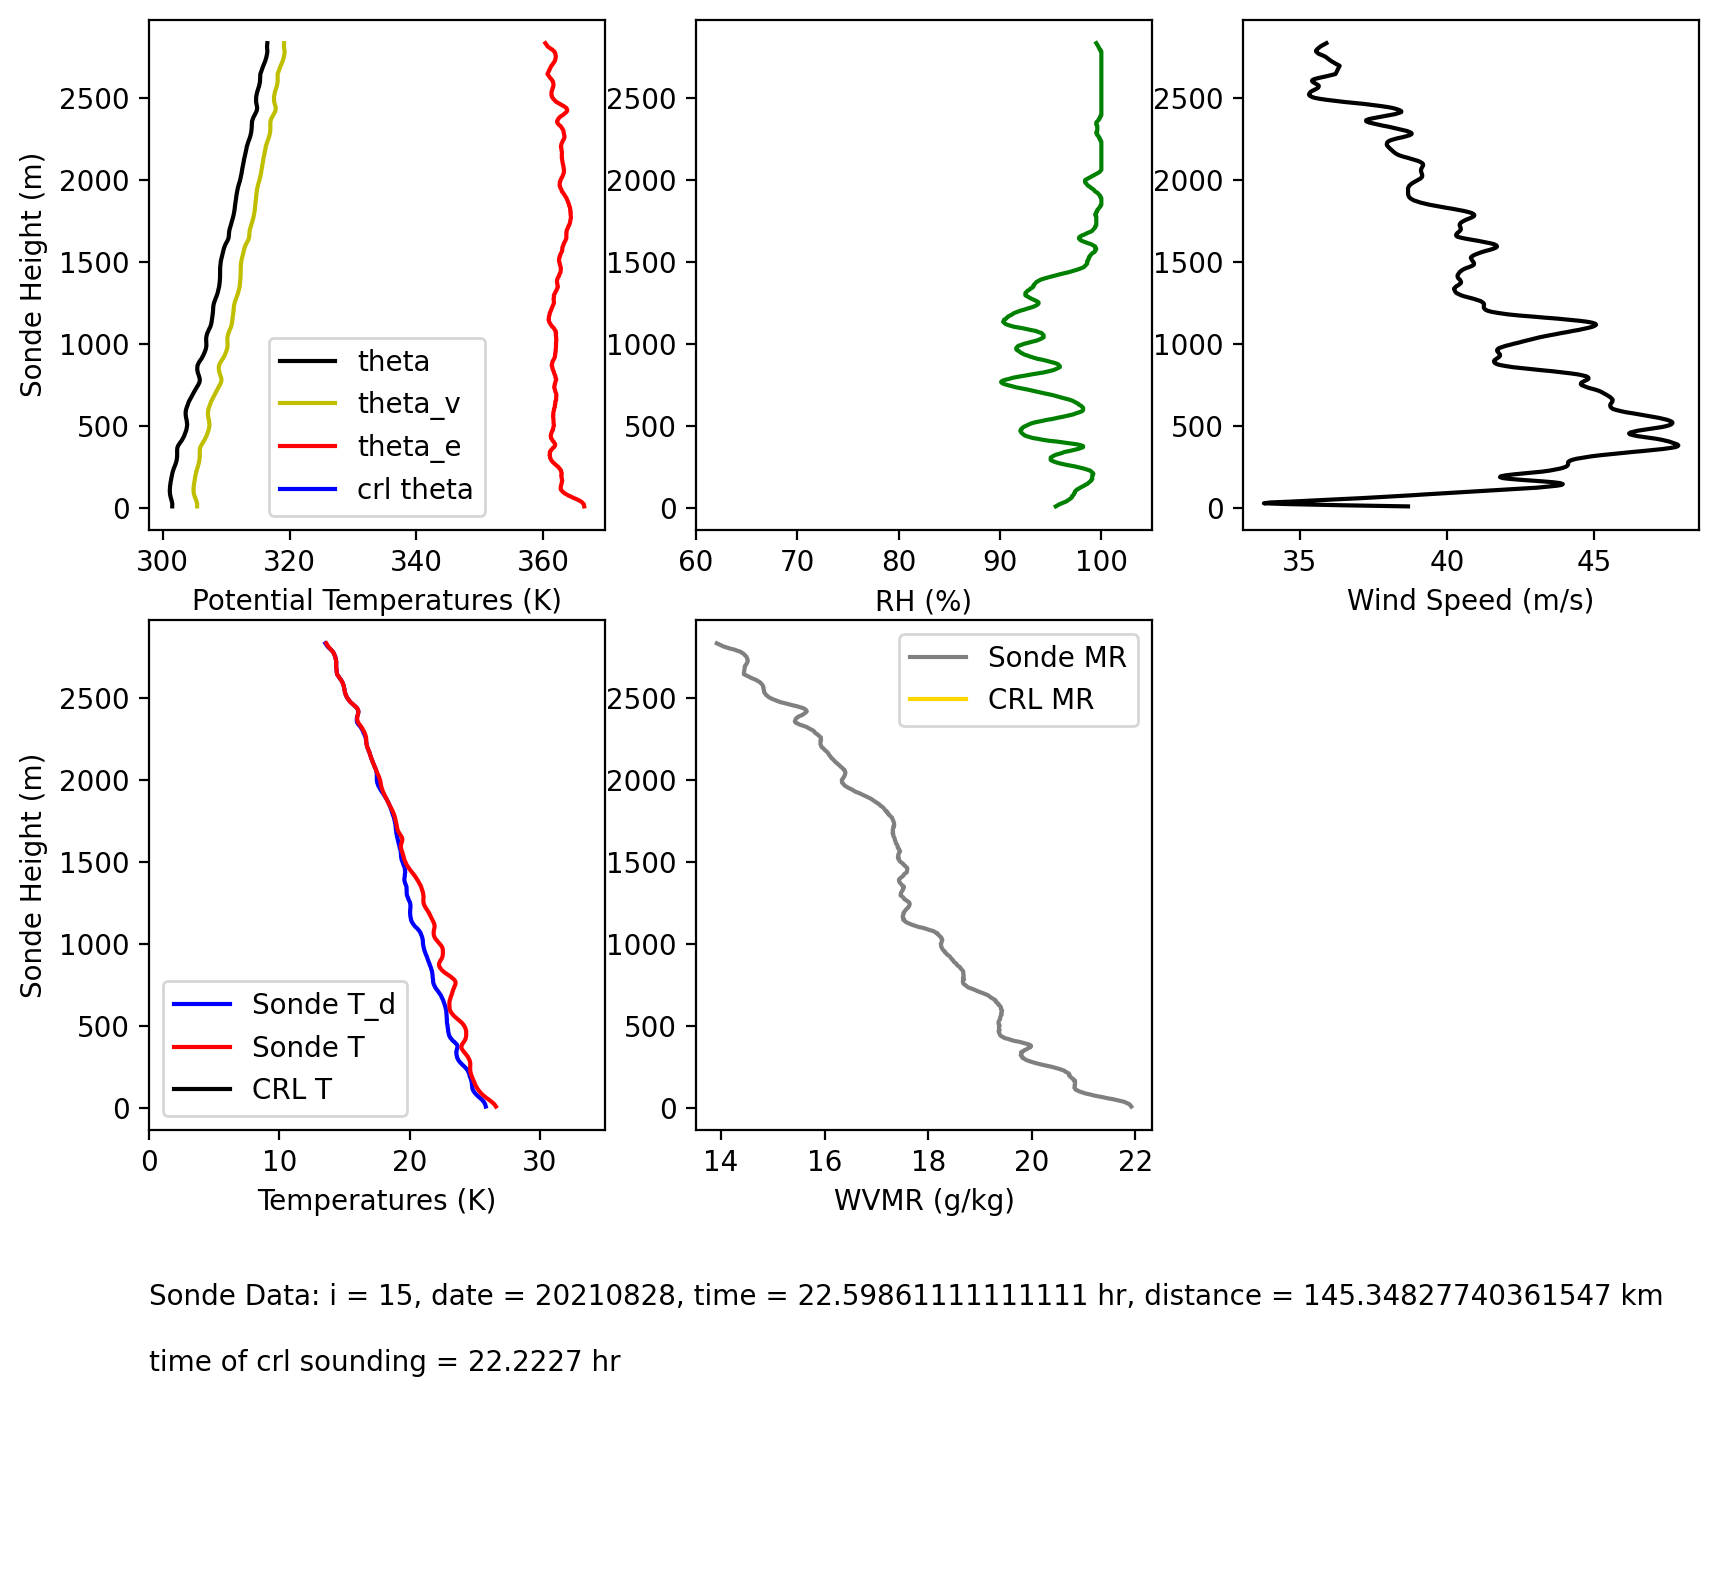 2500
2000
1500
1000
500
0
Sonde Height (m)
theta
theta_v
theta_e
crl theta
300 320 340 360
Potential Temperatures (K)
2500
2000
1500
1000
500
0
60 70 80 90 100
RH (%)
2500
2000
1500
1000
500
0
35 40 45
Wind Speed (m/s)
2500
2000
1500
1000
500
0
Sonde Height (m)
Sonde T_d
Sonde T
CRL T
0 10 20 30
Temperatures (K)
2500
2000
1500
1000
500
0
Sonde MR
CRL MR
14 16 18 20 22
WVMR (g/kg)
Sonde Data: i = 15, date = 20210828, time = 22.59861111111111 hr, distance = 145.34827740361547 km
time of crl sounding = 22.2227 hr